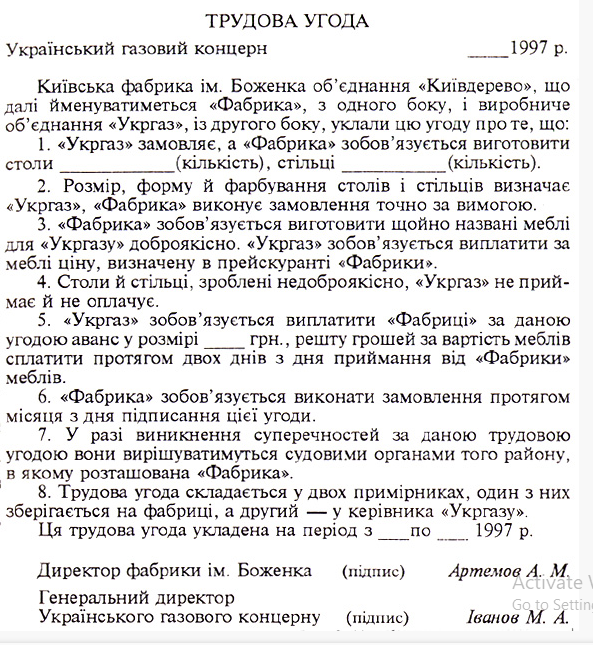 ТРУДОВА УГОДА
Український газовий концерн ____1997 р.
Київська фабрика ім. Боженка об’єднання «Київдерево», що
далі йменуватиметься «Фабрика», з одного боку, і виробниче
об’єднання «Укргаз», із другого боку, уклали цю угоду про те, що:
1. «Укргаз» замовляє, а «Фабрика» зобов’язується виготовити
столи ___________(кількість), стільці __________(кількість).
2. Розмір, форму й фарбування столів і стільців визначає
«Укргаз», «Фабрика» виконує замовлення точно за вимогою.
3. «Фабрика» зобов’язується виготовити щойно названі меблі
для «Укргазу» доброякісно. «Укргаз» зобов’язується виплатити за
меблі ціну, визначену в прейскуранті «Фабрики».
4. Столи й стільці, зроблені недоброякісно, «Укргаз» не прий-
має й не оплачує.
5. «Укргаз» зобов’язується виплатити «Фабриці» за даною
угодою аванс у розмірі ____ грн., решту грошей за вартість меблів
сплатити протягом двох днів з дня приймання від «Фабрики»
меблів.
6. «Фабрика» зобов’язується виконати замовлення протягом
місяця з дня підписання цієї угоди.
7. У разі виникнення суперечностей за даною трудовою
угодою вони вирішуватимуться судовими органами того району,
в якому розташована «Фабрика».
8. Трудова угода складається у двох примірниках, один з них
зберігається на фабриці, а другий — у керівника «Укргазу».
Ця трудова угода укладена на період з ___по ___ 1997 р.
Директор фабрики ім. Боженка (підпис) Артемов А. М.
Activate
Генеральний директор
Go to Settin
Українського газового концерну (підпис) Іванов М. А.